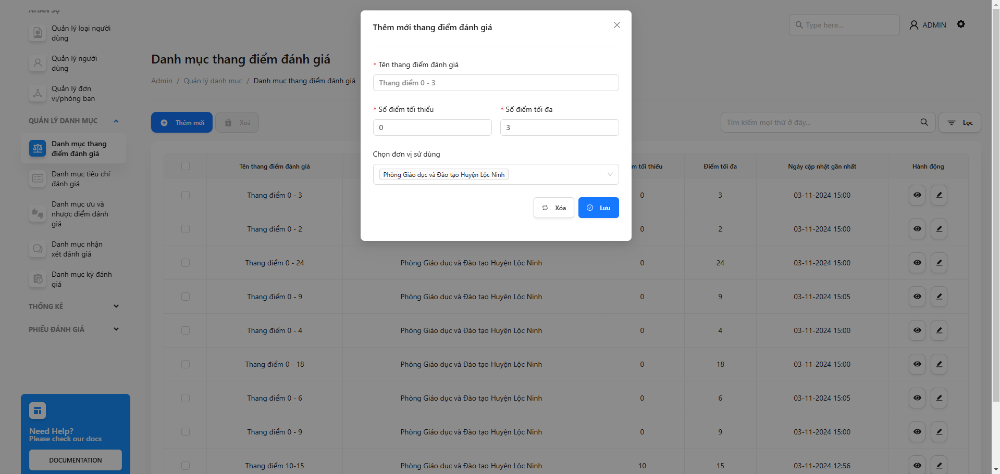 NHÂN SỰ
Quản lý loại người
dùng
Quản lý người
dùng
Quản lý đơn
vị/phòng ban
QUẢN LÝ DANH MỤC
Danh mục thang
điểm đánh giá
Danh mục tiêu chí
đánh giá
Danh mục ưu và
nhược điểm đánh
giá
Danh mục nhận
xét đánh giá
Danh mục kỳ đánh
giá
THỐNG KÊ
PHIẾU ĐÁNH GIÁ
Need Help?
Please check our docs
DOCUMENTATION
Type here...
ADMIN
Danh mục thang điểm đánh giá
Admin / Quản lý danh mục / Danh mục thang điểm đánh giá
Thêm mới
Xoá
Tìm kiếm mọi thứ ở đây...
Lọc
Thêm mới thang điểm đánh giá
* Tên thang điểm đánh giá
Thang điểm 0 - 3
* Số điểm tối thiểu
* Số điểm tối đa
0
3
Chọn đơn vị sử dùng
Phòng Giáo dục và Đào tạo Huyện Lộc Ninh
Xóa
Lưu
Tên thang điểm đánh giá
tối thiếu Điểm tối đa Ngày cập nhật gần nhất Hành động
Thang điểm 0 - 3 0 3 03-11-2024 15:00
Thang điểm 0 - 2 0 2 03-11-2024 15:00
Thang điểm 0 - 24 Phòng Giáo dục và Đào tạo Huyện Lộc Ninh 0 24 03-11-2024 15:00
Thang điểm 0 - 9 Phòng Giáo dục và Đào tạo Huyện Lộc Ninh 0 9 03-11-2024 15:05
Thang điểm 0 - 4 Phòng Giáo dục và Đào tạo Huyện Lộc Ninh 0 4 03-11-2024 15:00
Thang điểm 0 - 18 Phòng Giáo dục và Đào tạo Huyện Lộc Ninh 0 18 03-11-2024 15:00
Thang điểm 0 - 6 Phòng Giáo dục và Đào tạo Huyện Lộc Ninh 0 6 03-11-2024 15:05
Thang điểm 0 - 9 Phòng Giáo dục và Đào tạo Huyện Lộc Ninh 0 9 03-11-2024 15:00
Thang điểm 10-15 Phòng Giáo dục và Đào tạo Huyện Lộc Ninh 10 15 03-11-2024 12:56